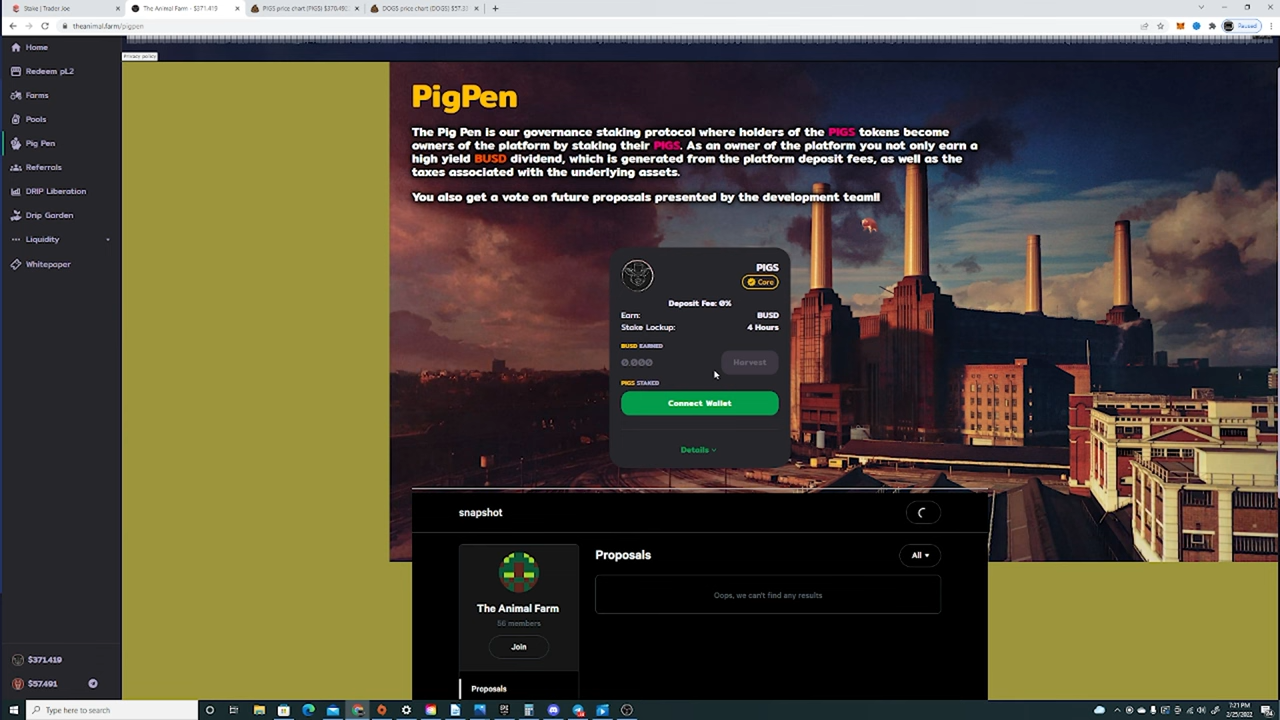 Stake | Trader Joe
The Animal Farm - $371.419
PIGS price chart (PIGS) $370.490
DOGS price chart (DOGS) $57.31
theanimal.farm/pigpen
Paused
Privacy policy
Home
Redeem pL2
Farms
Pools
Pig Pen
Referrals
DRIP Liberation
Drip Garden
Liquidity
Whitepaper
$371.419
$57.491
PigPen
The Pig Pen is our governance staking protocol where holders of the PIGS tokens become
owners of the platform by staking their PIGS. As an owner of the platform you not only earn a
high yield BUSD dividend, which is generated from the platform deposit fees, as well as the
taxes associated with the underlying assets.
You also get a vote on future proposals presented by the development team!!
PIGS
Core
Deposit Fee: 0%
Earn: BUSD
Stake Lockup: 4 Hours
BUSD EARNED
0.000
Harvest
PIGS STAKED
Connect Wallet
Details
snapshot
The Animal Farm
56 members
Join
Proposals
Proposals
All
Oops, we can't find any results
Type here to search
7:21 PM
2/25/2022